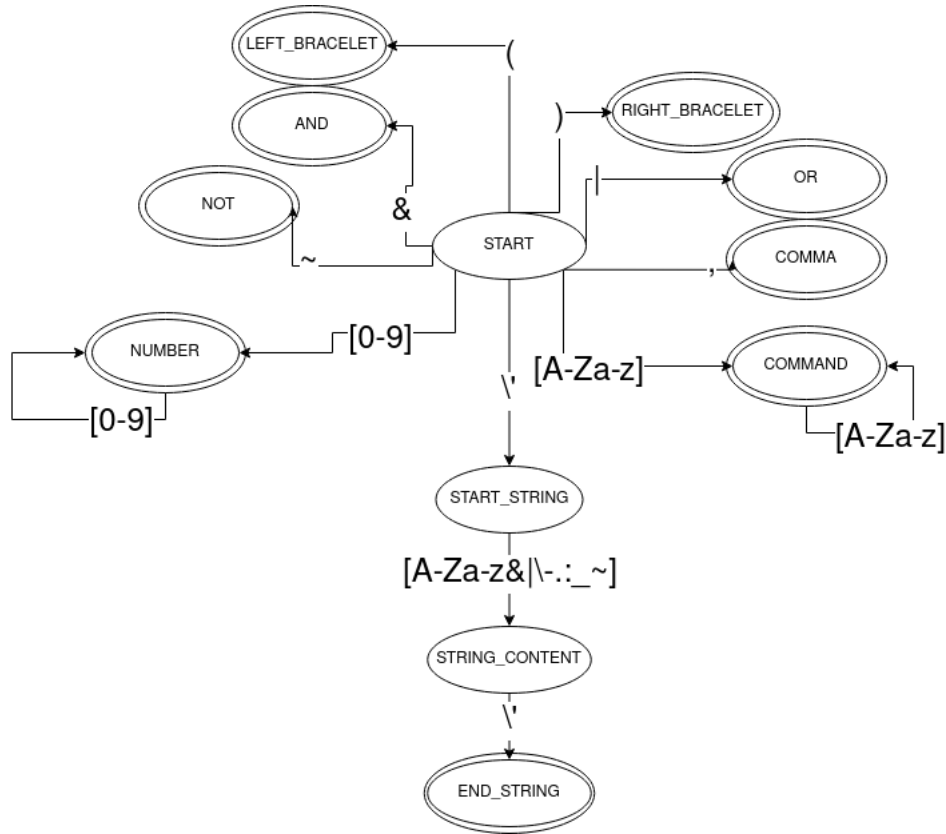 LEFT_BRACELET
(
)
RIGHT_BRACELET
AND
NOT
&
|
OR
~
START
,
COMMA
NUMBER
[0-9]
[0-9]
\'
[A-Za-z]
COMMAND
[A-Za-z]
START_STRING
[A-Za-z&|\-.:_~]
STRING_CONTENT
\'
END_STRING